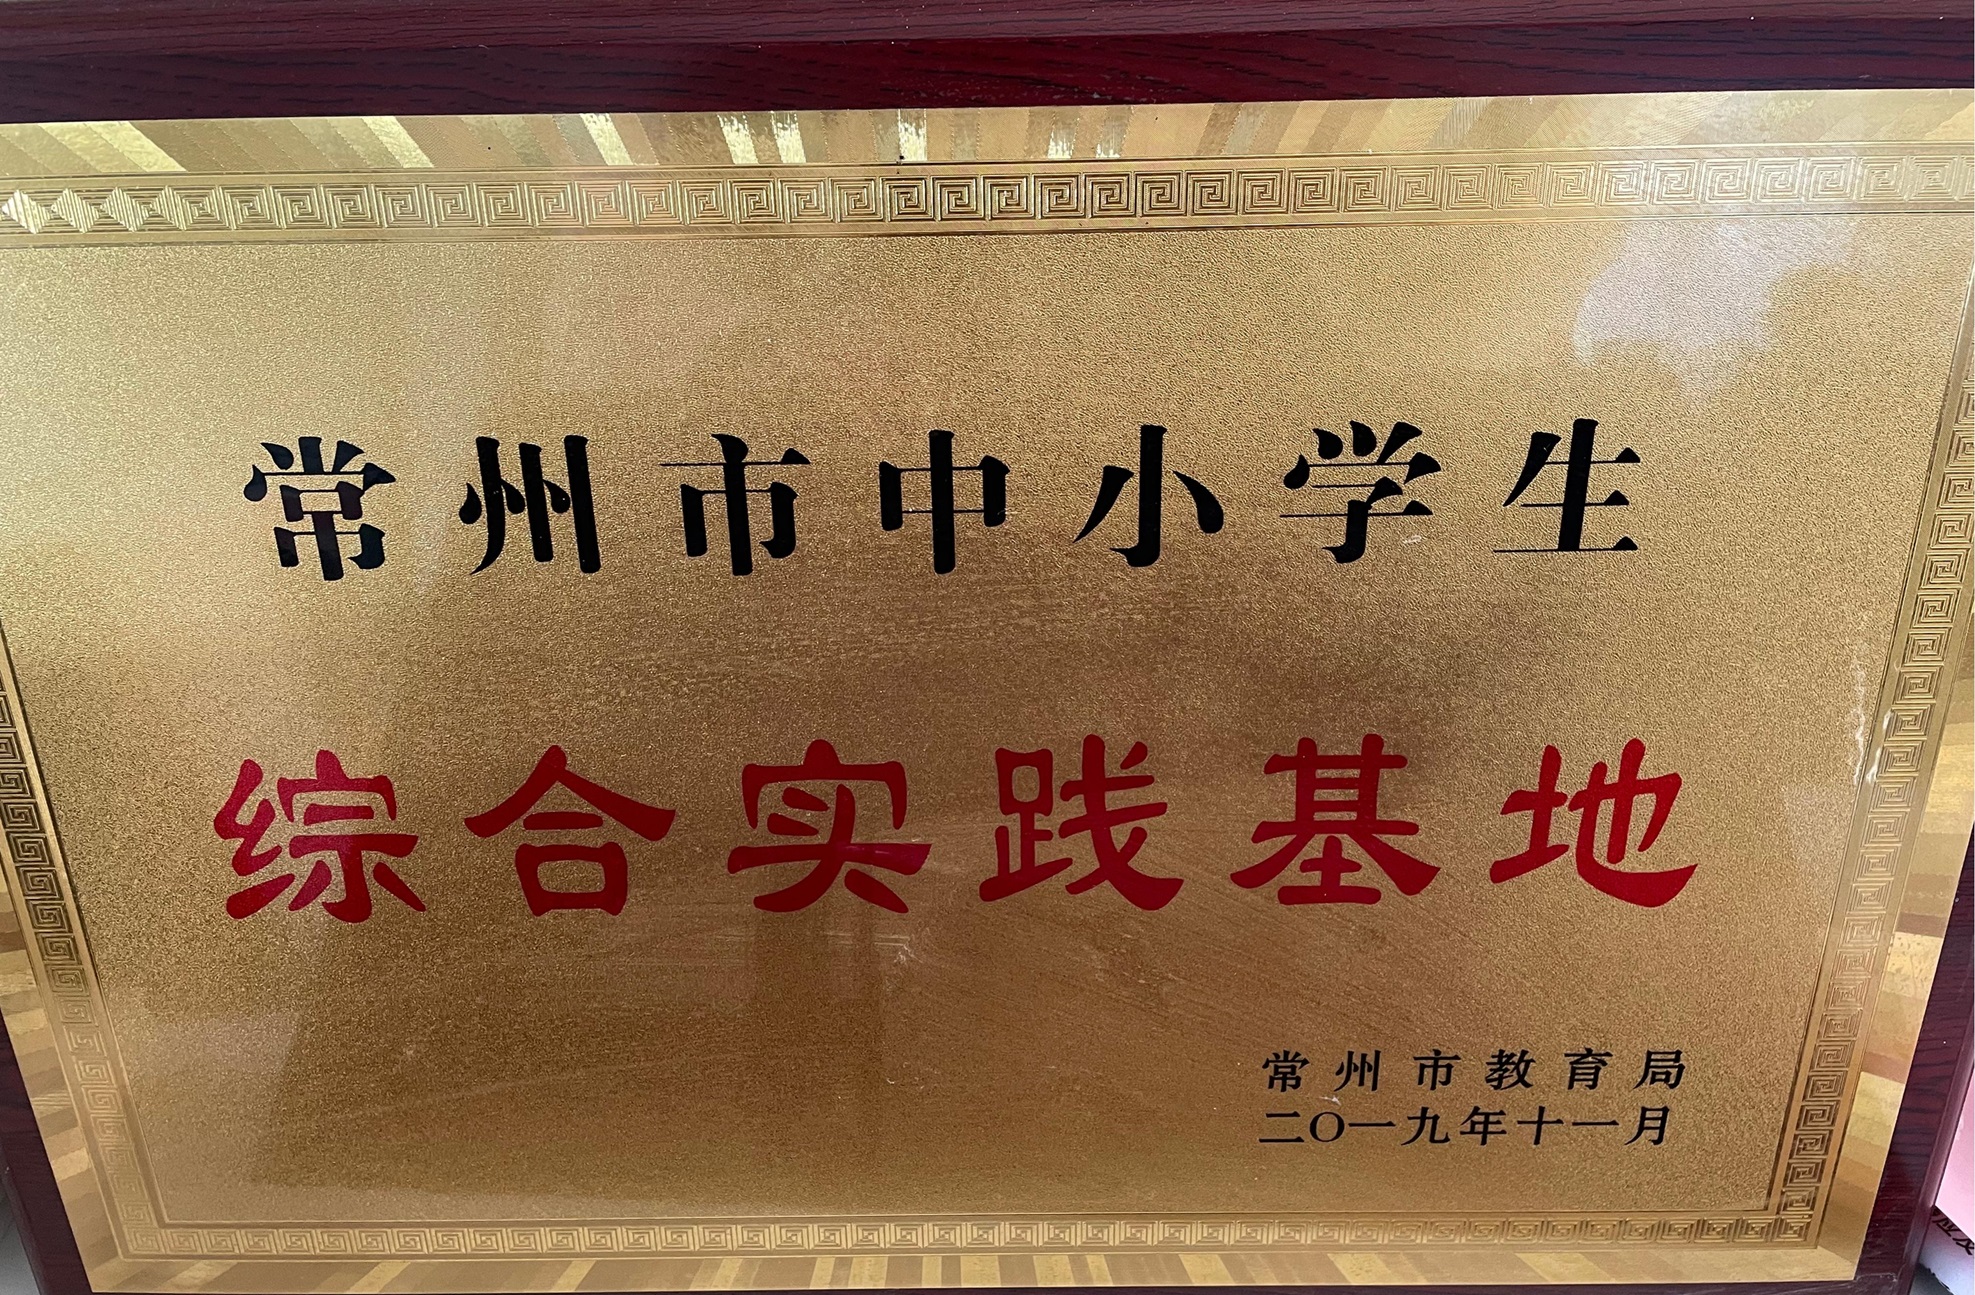 常州市中小学生
综合实践基地
常州市教育局
二〇一九年十一月